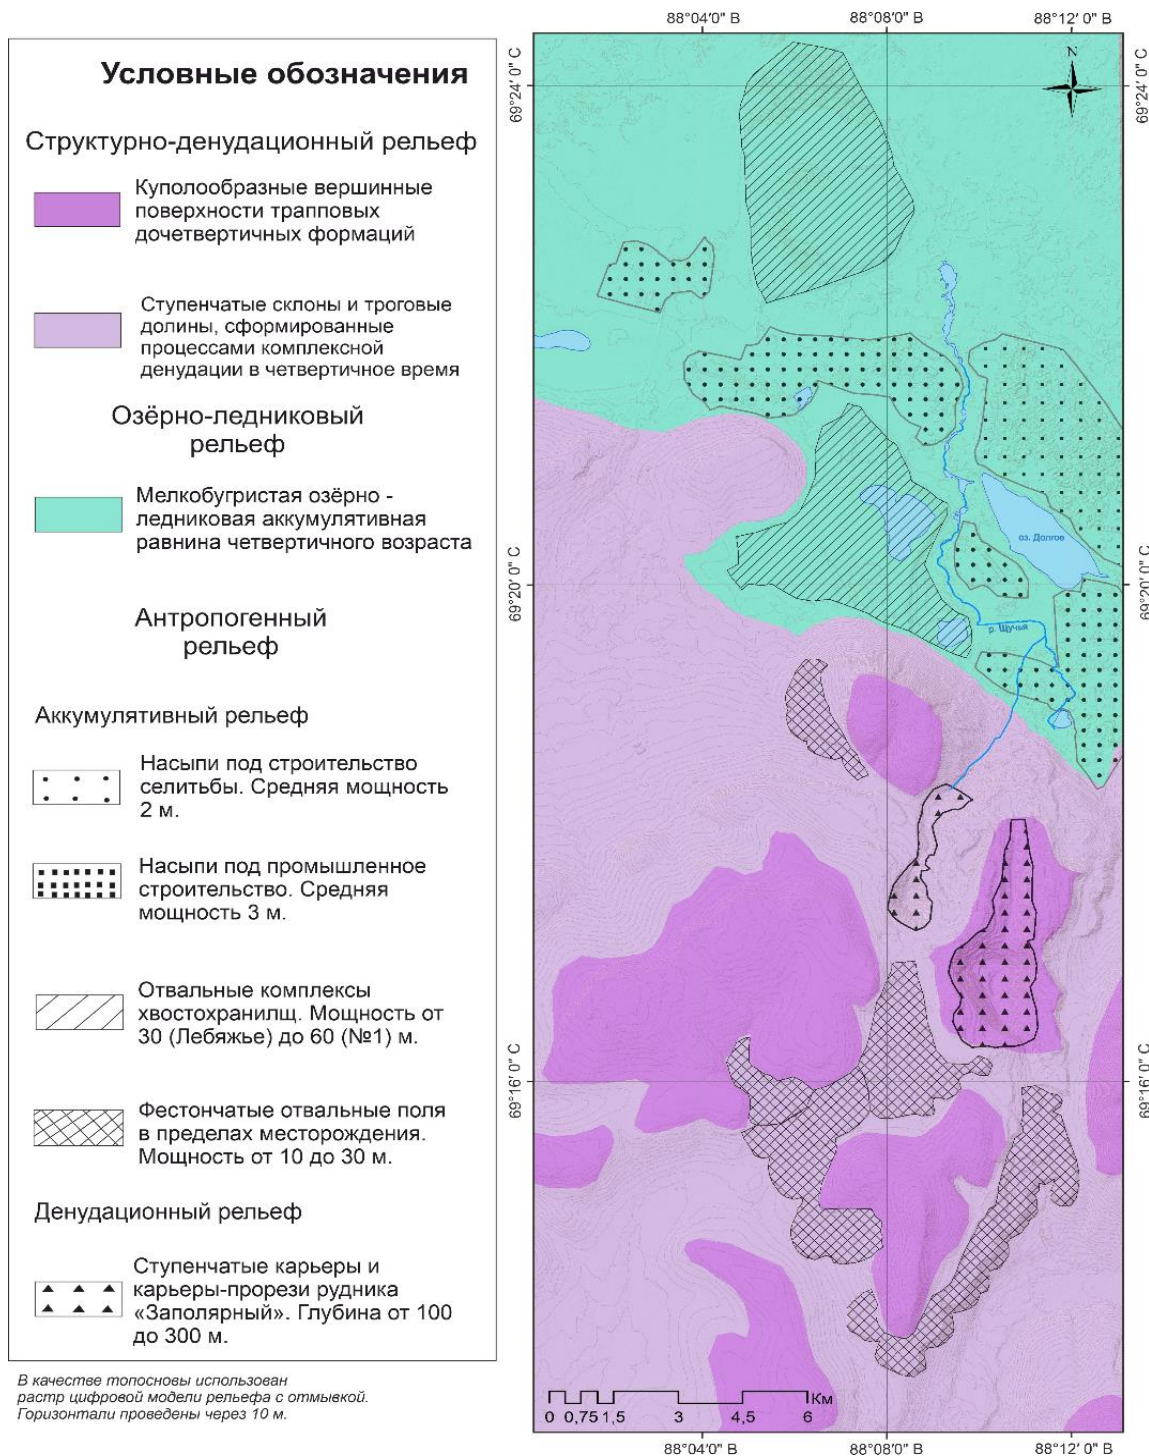 Условные обозначения
Структурно-денудационный рельеф
Куполообразные вершинные
поверхности трапповых
дочетвертичных формаций
Ступенчатые склоны и троговые
долины, сформированные
процессами комплексной
денудации в четвертичное время
Озёрно-ледниковый
рельеф
Мелкобугристая озёрно -
ледниковая аккумулятивная
равнина четвертичного возраста
Антропогенный
рельеф
Аккумулятивный рельеф
Насыпи под строительство
селитьбы. Средняя мощность
2 м.
Насыпи под промышленное
строительство. Средняя
мощность 3 м.
Отвальные комплексы
хвостохранилщ. Мощность от
30 (Лебяжье) до 60 (№1) м.
Фестончатые отвальные поля
в пределах месторождения.
Мощность от 10 до 30 м.
Денудационный рельеф
Ступенчатые карьеры и
карьеры-прорези рудника
«Заполярный». Глубина от 100
до 300 м.
В качестве топосновы использован
растр цифровой модели рельефа с отмывкой.
Горизонтали проведены через 10 м.
88°04'0" В 88°08'0" В 88°12' 0" В
69°24' 0" С 69°24' 0" С
N
оз. Долгое
69°20' 0" С 69°20' 0" С
р. Щучья
69°16' 0" С 69°16' 0" С
Км
0 0,75 1,5 3 4,5 6
88°04'0" В 88°08'0" В 88°12' 0" В